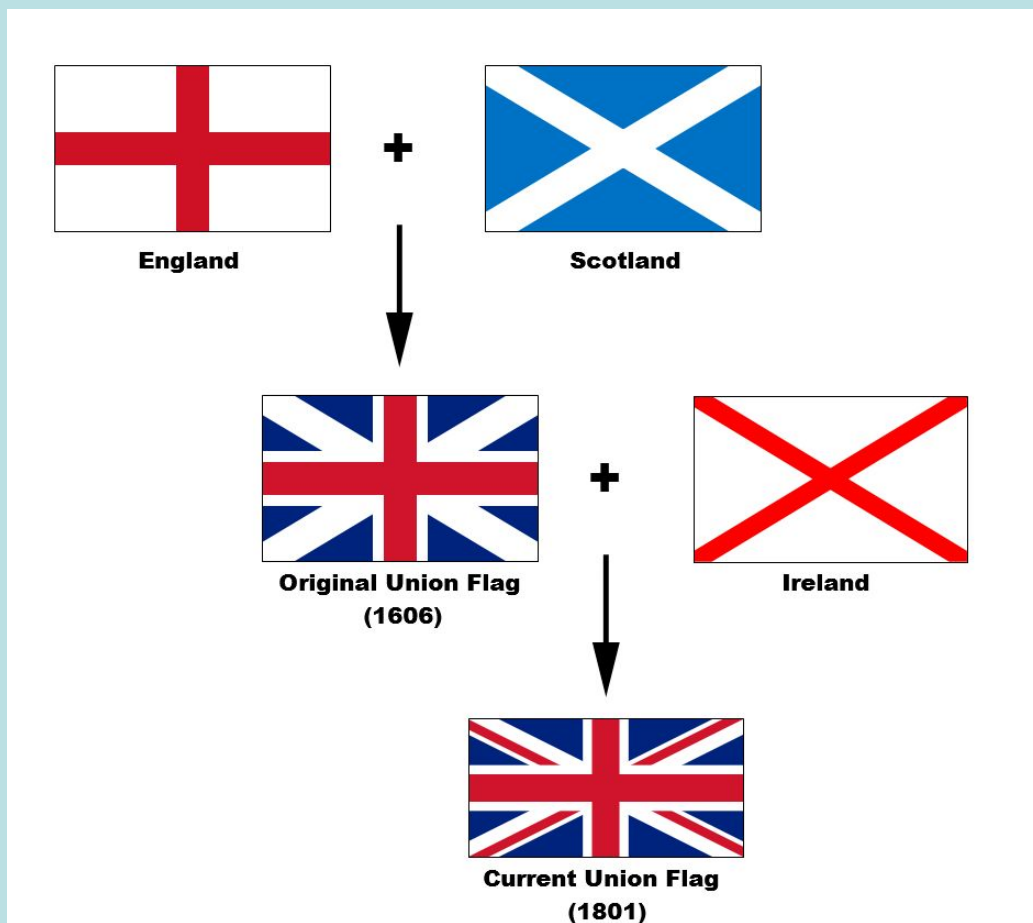 England
Scotland
Original Union Flag
(1606)
Ireland
Current Union Flag
(1801)